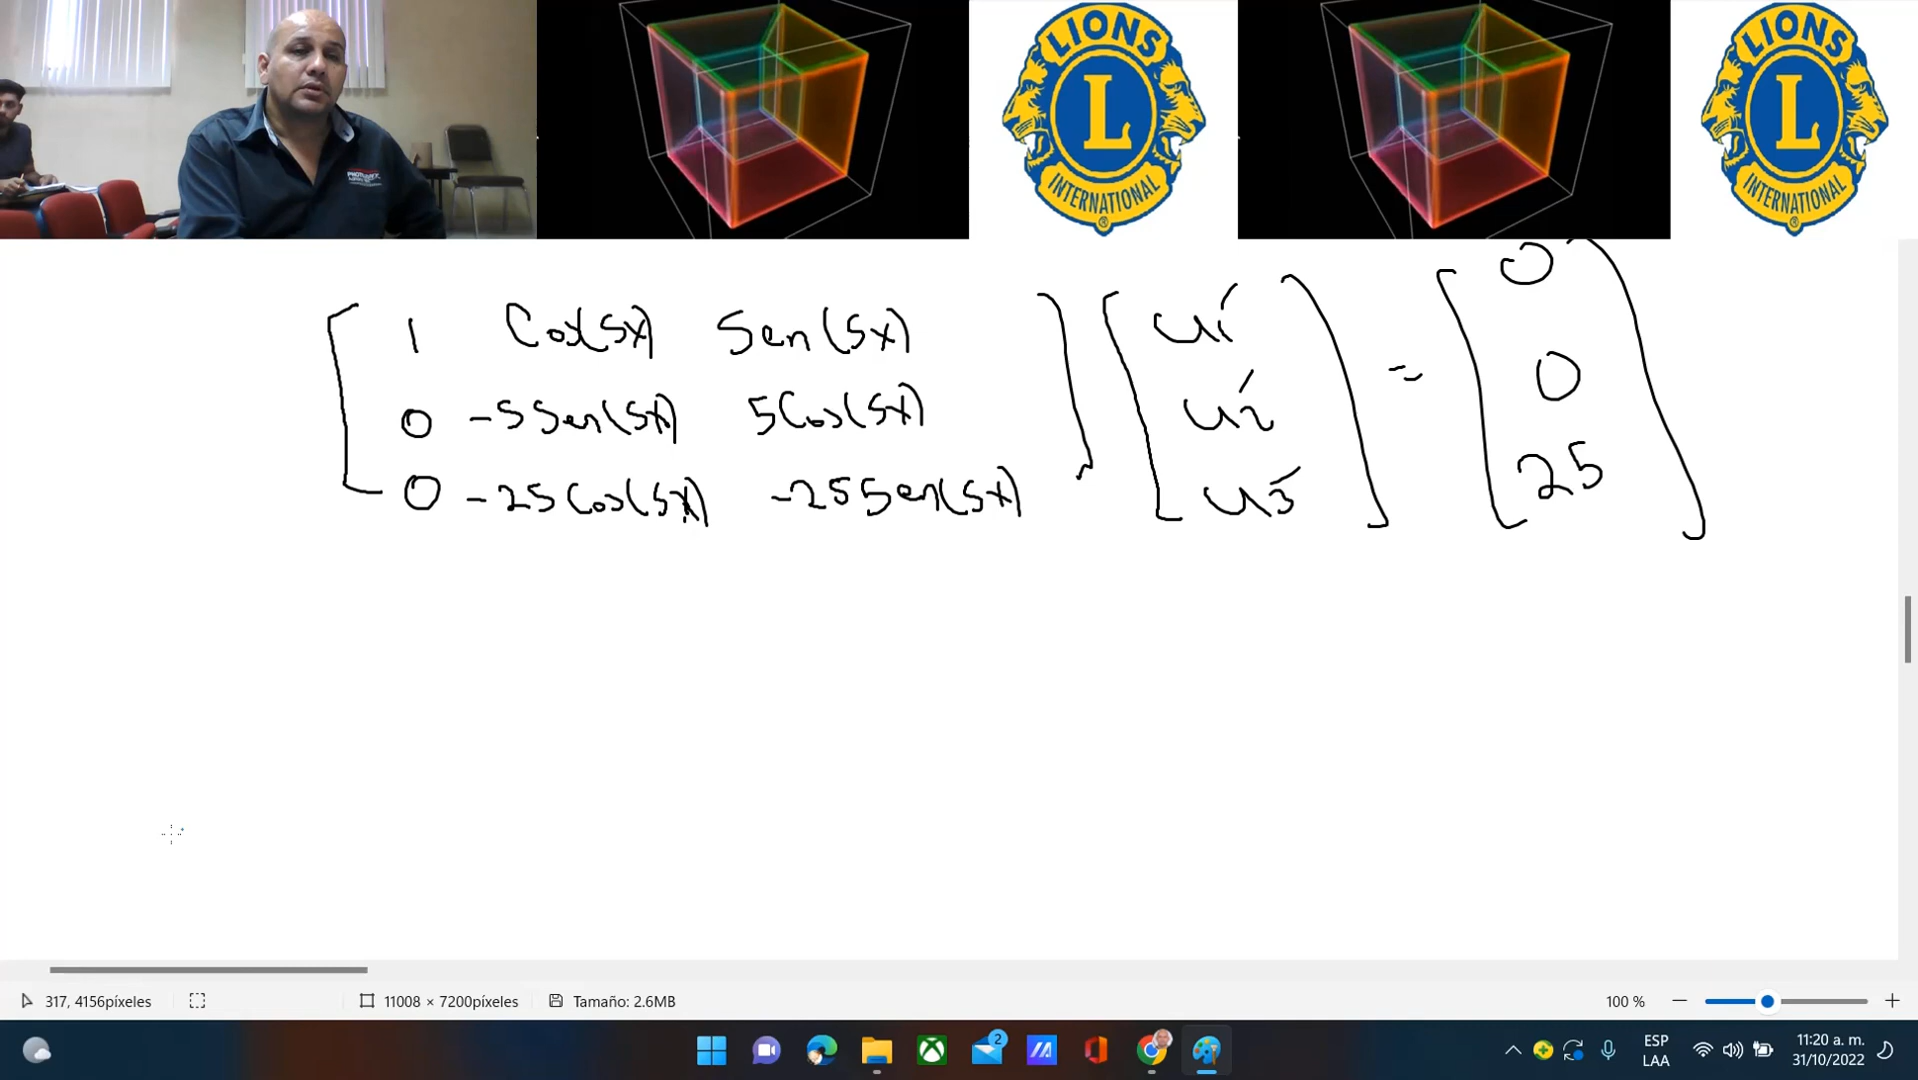 LIONS
L
INTERNATIONAL
®
LIONS
L
INTERNATIONAL
®
[ 1 Cos(5x) Sen(5x) ] [ u1' ] = [ 0 ]
[ 0 -5Sen(5x) 5Cos(5x) ] [ u2' ] [ 0 ]
[ 0 -25Cos(5x) -25Sen(5x) ] [ u3' ] [ 25 ]
317, 4156píxeles
11008 × 7200píxeles
Tamaño: 2.6MB
100 %
2
ESP
LAA
11:20 a. m.
31/10/2022